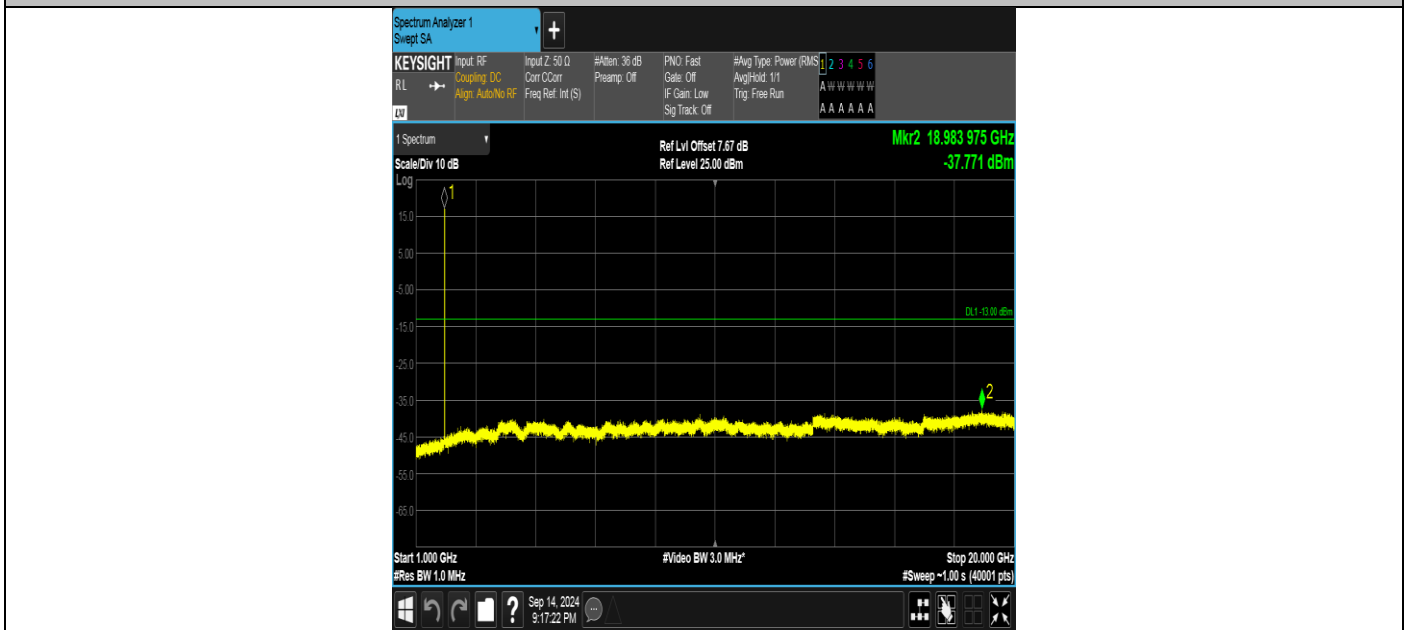 Spectrum Analyzer 1
Swept SA
+
KEYSIGHT Input: RF Input Z: 50 Ω #Atten: 36 dB PNO: Fast #Avg Type: Power (RMS 1 2 3 4 5 6
RL Coupling: DC Corr CCorr Preamp: Off Gate: Off Avg|Hold: 1/1 A W W W W W
Align: Auto/No RF Freq Ref: Int (S) IF Gain: Low Trig: Free Run
LXI Sig Track: Off A A A A A A
1 Spectrum Ref Lvl Offset 7.67 dB Mkr2 18.983 975 GHz
Scale/Div 10 dB Ref Level 25.00 dBm -37.771 dBm
Log
1
15.0
5.00
-5.00
DL1 -13.00 dBm
-15.0
-25.0
2
-35.0
-45.0
-55.0
-65.0
Start 1.000 GHz #Video BW 3.0 MHz* Stop 20.000 GHz
#Res BW 1.0 MHz #Sweep ~1.00 s (40001 pts)
? Sep 14, 2024
9:17:22 PM